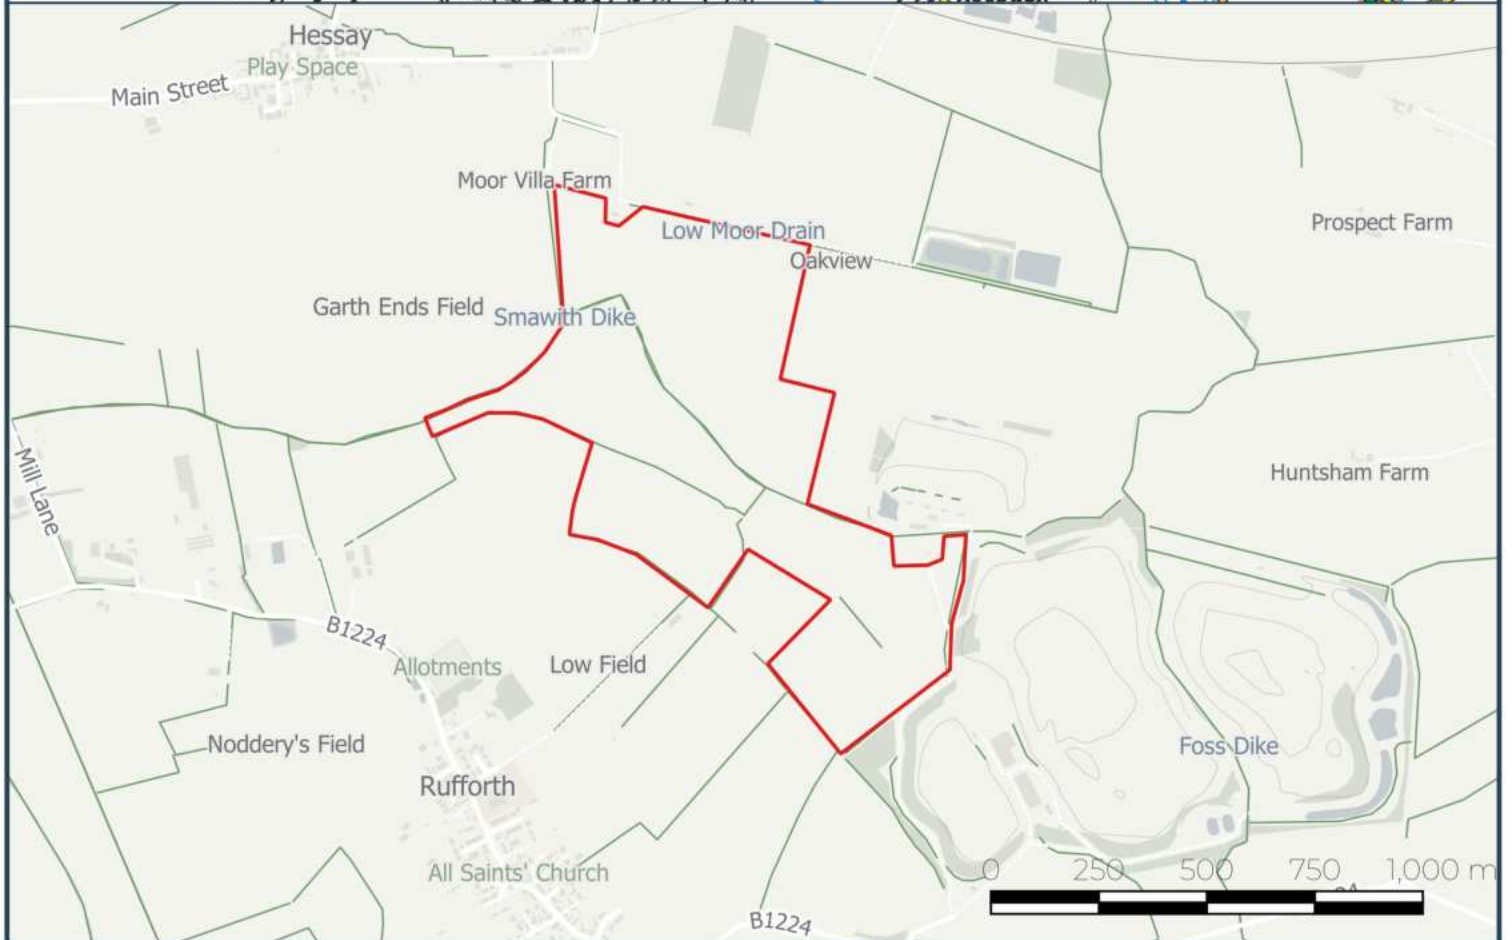 Hessay
Play Space
Main Street
Moor Villa Farm
Low Moor Drain
Prospect Farm
Oakview
Garth Ends Field
Smawith Dike
Huntsham Farm
Mill Lane
B1224
Allotments
Low Field
Noddery's Field
Foss Dike
Rufforth
All Saints' Church
0 250 500 750 1,000 m
B1224